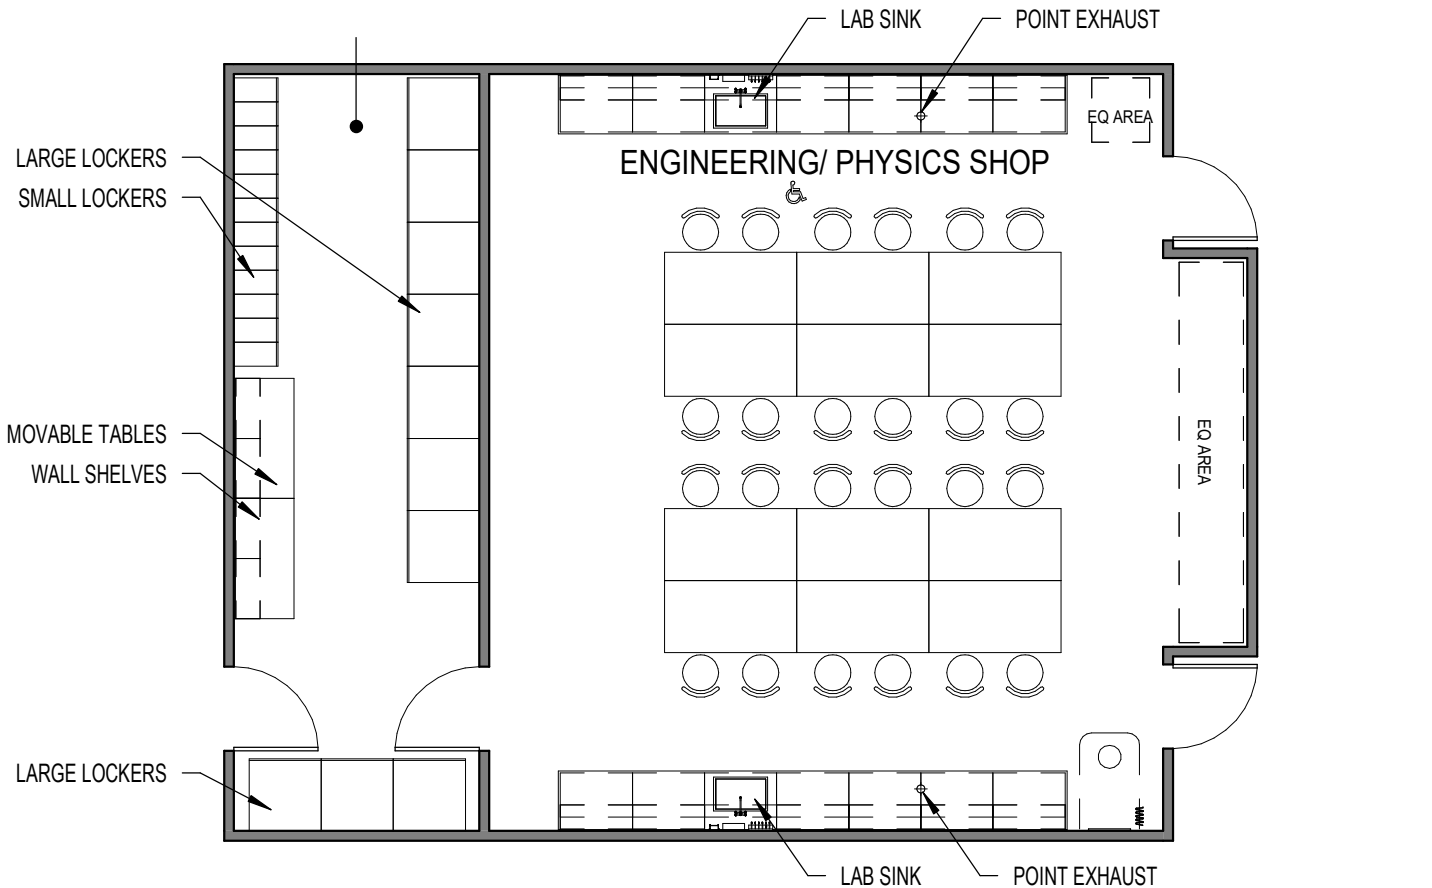 LAB SINK
POINT EXHAUST
EQ AREA
LARGE LOCKERS
ENGINEERING/ PHYSICS SHOP
SMALL LOCKERS
MOVABLE TABLES
EQ AREA
WALL SHELVES
LARGE LOCKERS
LAB SINK
POINT EXHAUST